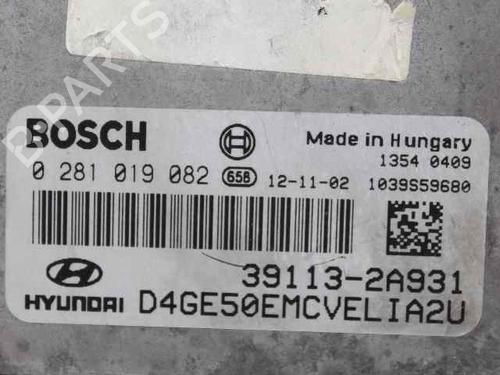 B-PARTS
BOSCH
Made in Hungary
1354 0409
0 281 019 082 658 12-11-02 1039S59680
39113-2A931
HYUNDAI D4GE50EMCVELIA2U